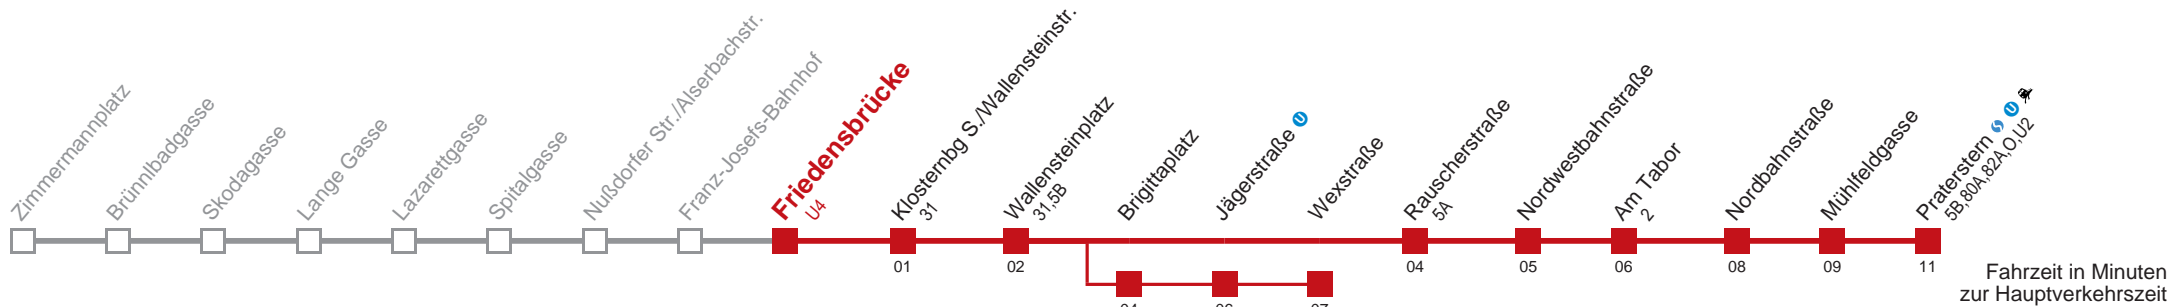 Zimmermannplatz
Brünnlbadgasse
Skodagasse
Lange Gasse
Lazarettgasse
Spitalgasse
Nußdorfer Str./Alserbachstr.
Franz-Josefs-Bahnhof
Friedensbrücke
U4
Klosternbg S./Wallensteinstr.
31
Wallensteinplatz
31,5B
Brigittaplatz
Jägerstraße U
Wexstraße
Rauscherstraße
5A
Nordwestbahnstraße
Am Tabor
2
Nordbahnstraße
Mühlfeldgasse
Praterstern S U
5B,80A,82A,O,U2
01
02
04
05
06
08
09
11
Fahrzeit in Minuten
zur Hauptverkehrszeit